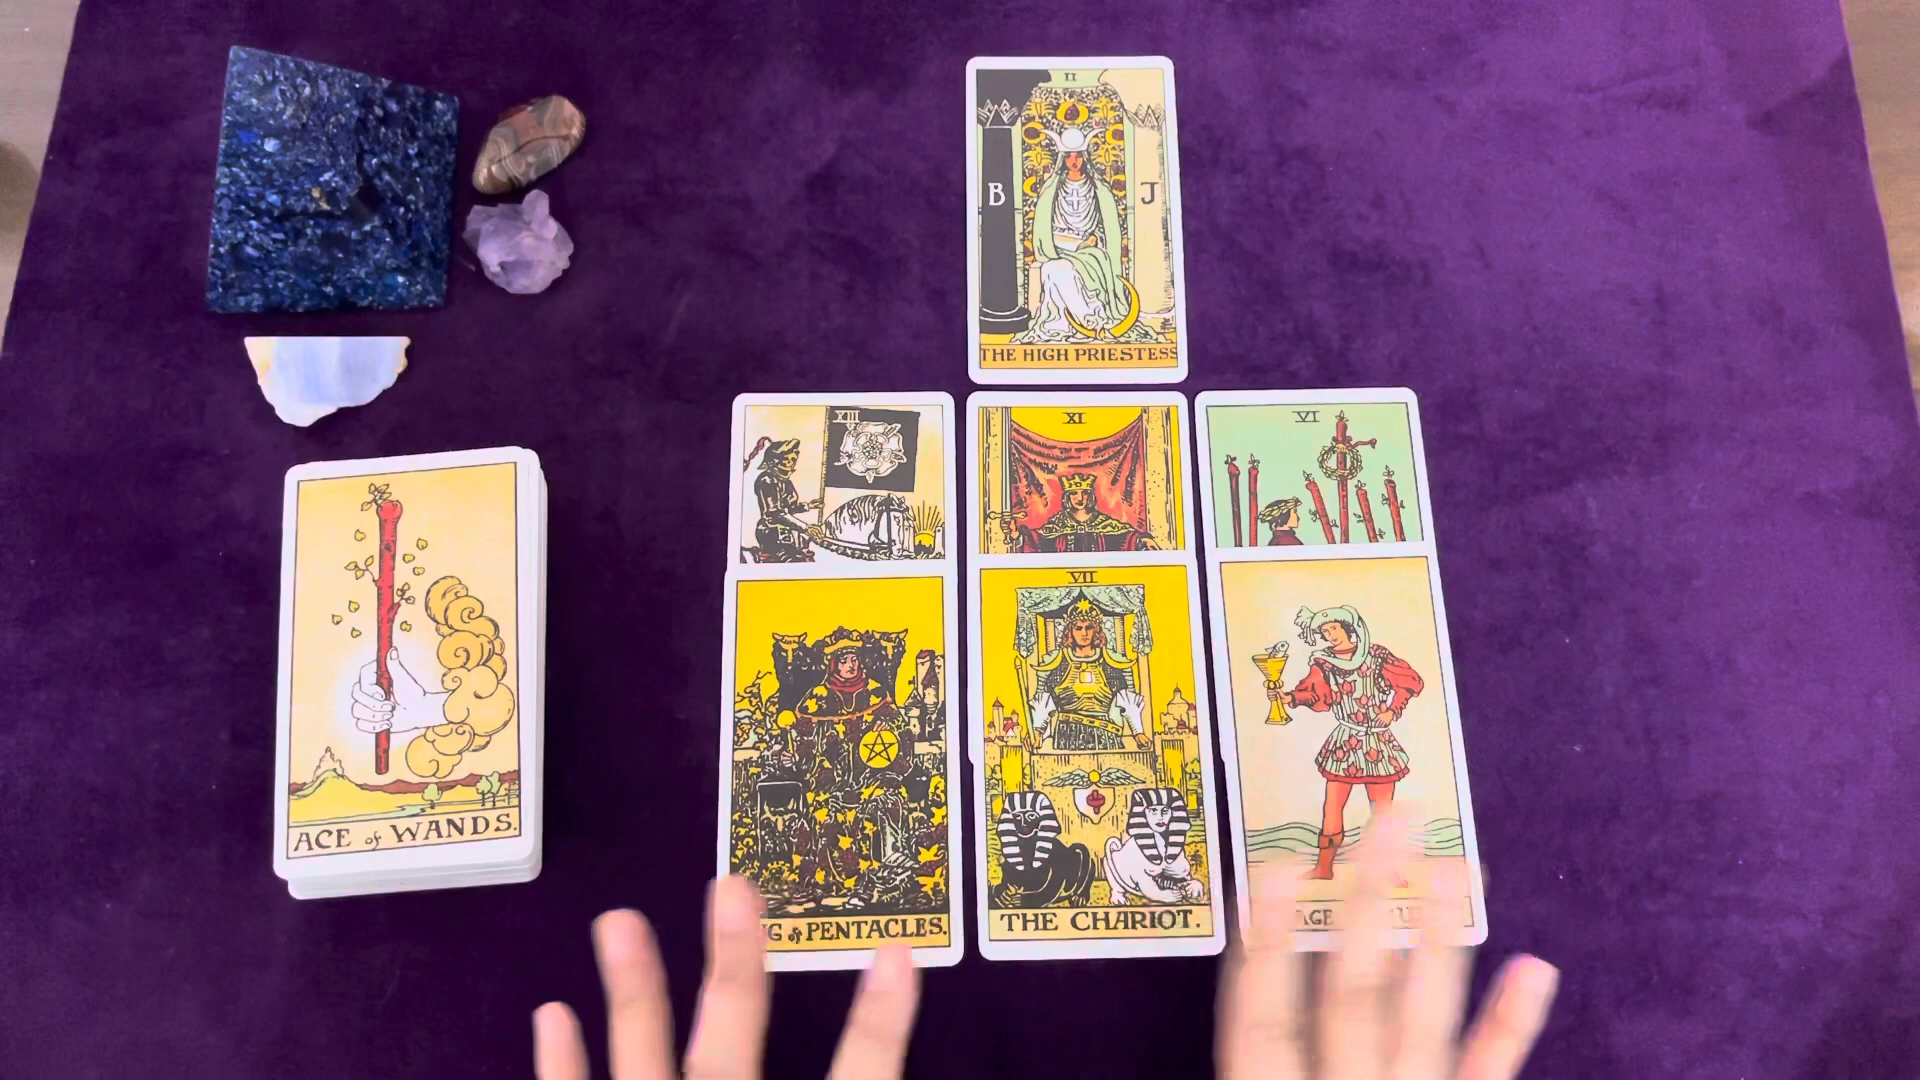 II
B J
THE HIGH PRIESTESS
XIII
XI
VI
VII
ACE of WANDS.
PENTACLES.
THE CHARIOT.